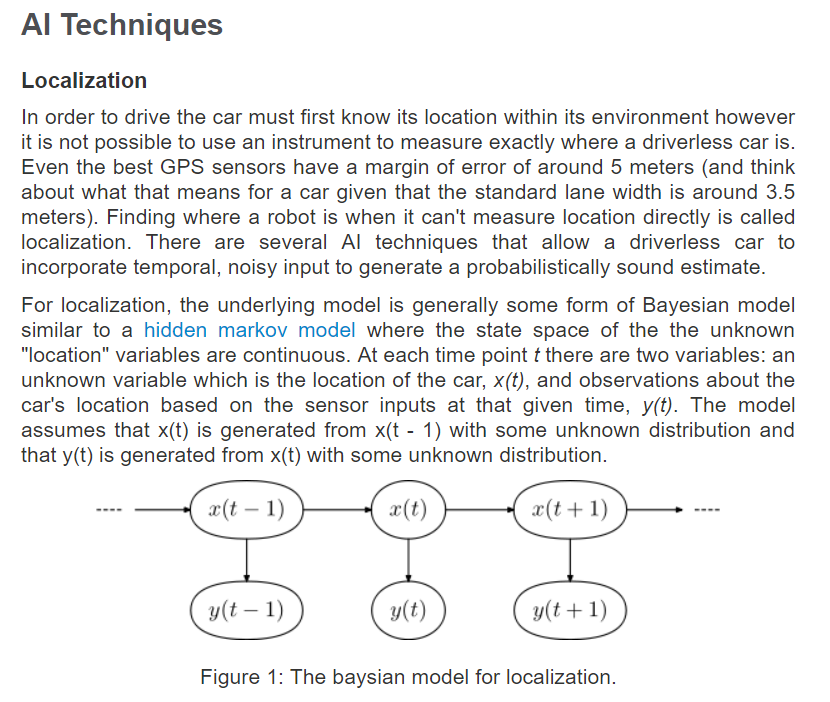 AI Techniques
Localization
In order to drive the car must first know its location within its environment however
it is not possible to use an instrument to measure exactly where a driverless car is.
Even the best GPS sensors have a margin of error of around 5 meters (and think
about what that means for a car given that the standard lane width is around 3.5
meters). Finding where a robot is when it can't measure location directly is called
localization. There are several AI techniques that allow a driverless car to
incorporate temporal, noisy input to generate a probabilistically sound estimate.
For localization, the underlying model is generally some form of Bayesian model
similar to a hidden markov model where the state space of the the unknown
"location" variables are continuous. At each time point t there are two variables: an
unknown variable which is the location of the car, x(t), and observations about the
car's location based on the sensor inputs at that given time, y(t). The model
assumes that x(t) is generated from x(t - 1) with some unknown distribution and
that y(t) is generated from x(t) with some unknown distribution.
---- x(t − 1) x(t) x(t + 1) ----
y(t − 1) y(t) y(t + 1)
Figure 1: The baysian model for localization.